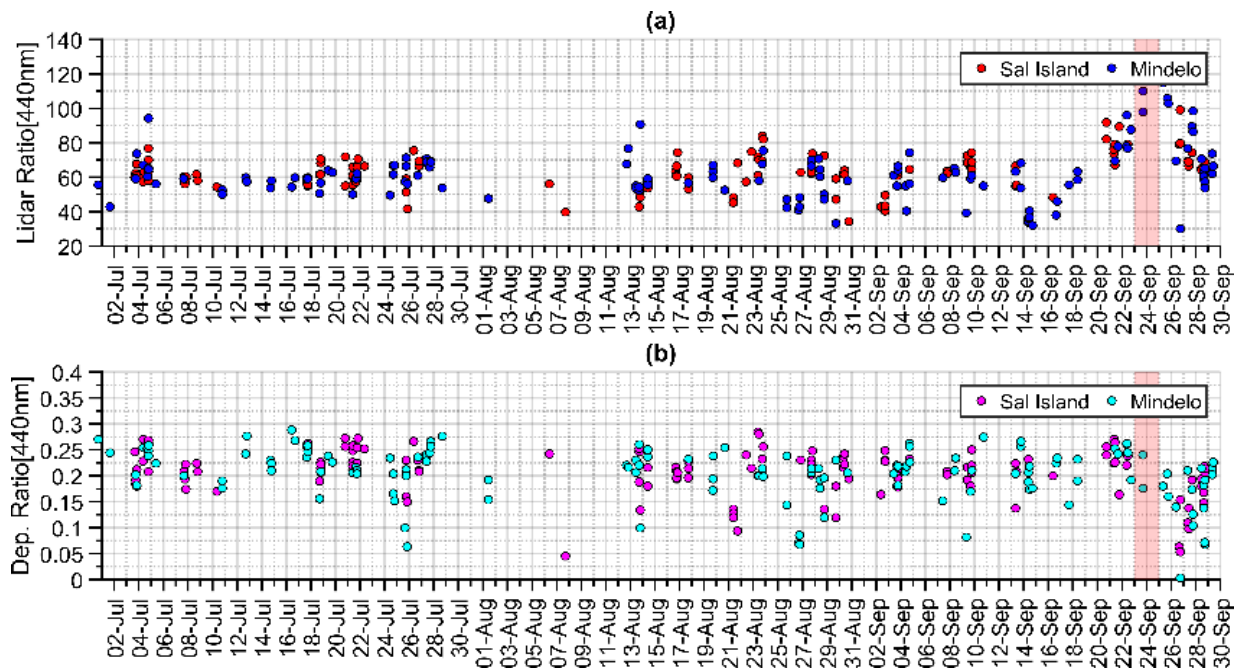 (a)
Lidar Ratio[440nm]
140
120
100
80
60
40
20
Sal Island Mindelo
02-Jul 04-Jul 06-Jul 08-Jul 10-Jul 12-Jul 14-Jul 16-Jul 18-Jul 20-Jul 22-Jul 24-Jul 26-Jul 28-Jul 30-Jul 01-Aug 03-Aug 05-Aug 07-Aug 09-Aug 11-Aug 13-Aug 15-Aug 17-Aug 19-Aug 21-Aug 23-Aug 25-Aug 27-Aug 29-Aug 31-Aug 02-Sep 04-Sep 06-Sep 08-Sep 10-Sep 12-Sep 14-Sep 16-Sep 18-Sep 20-Sep 22-Sep 24-Sep 26-Sep 28-Sep 30-Sep
(b)
Dep. Ratio[440nm]
0.4
0.35
0.3
0.25
0.2
0.15
0.1
0.05
0
Sal Island Mindelo
02-Jul 04-Jul 06-Jul 08-Jul 10-Jul 12-Jul 14-Jul 16-Jul 18-Jul 20-Jul 22-Jul 24-Jul 26-Jul 28-Jul 30-Jul 01-Aug 03-Aug 05-Aug 07-Aug 09-Aug 11-Aug 13-Aug 15-Aug 17-Aug 19-Aug 21-Aug 23-Aug 25-Aug 27-Aug 29-Aug 31-Aug 02-Sep 04-Sep 06-Sep 08-Sep 10-Sep 12-Sep 14-Sep 16-Sep 18-Sep 20-Sep 22-Sep 24-Sep 26-Sep 28-Sep 30-Sep